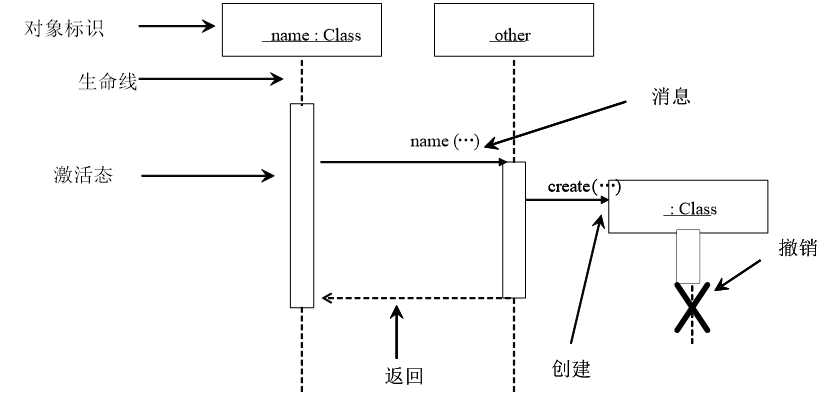 对象标识
name : Class
other
生命线
消息
name (⋯)
激活态
create(⋯)
: Class
撤销
创建
返回